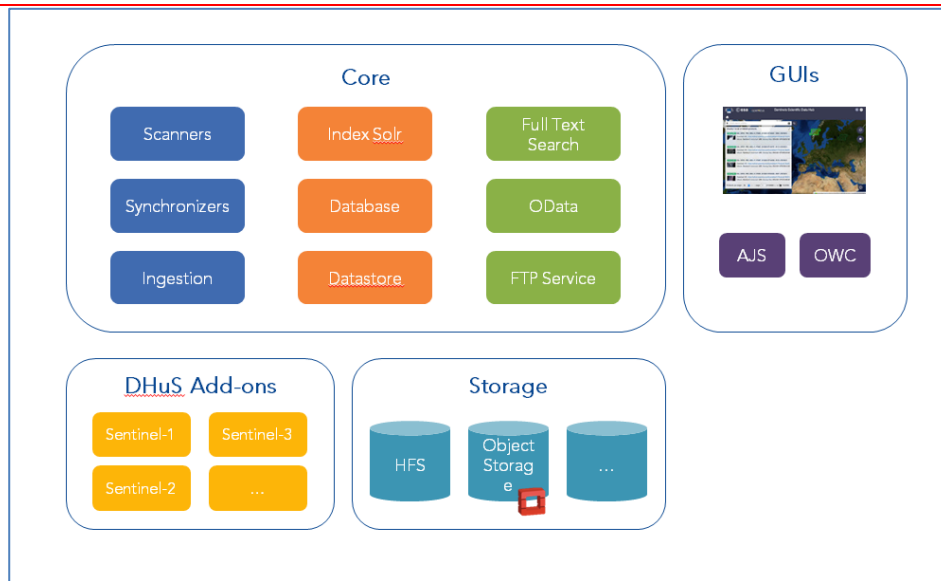 Core
Scanners
Index Solr
Full Text
Search
Synchronizers
Database
OData
Ingestion
Datastore
FTP Service
GUIs
AJS
OWC
DHuS Add-ons
Sentinel-1
Sentinel-3
Sentinel-2
...
Storage
HFS
Object
Storag
e
...